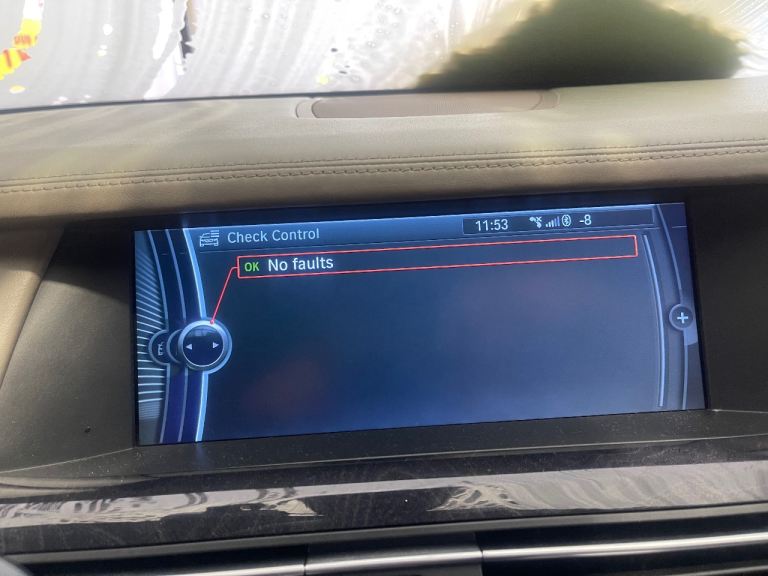 Check Control
11:53
-8
OK No faults